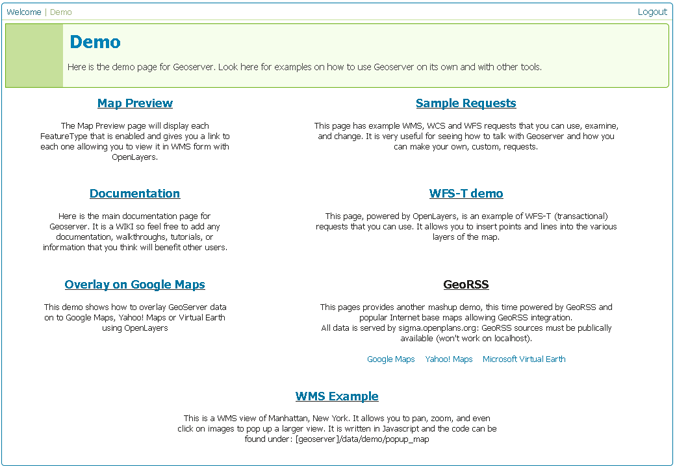 Welcome | Demo
Logout
Demo
Here is the demo page for Geoserver. Look here for examples on how to use Geoserver on its own and with other tools.
Map Preview
The Map Preview page will display each
FeatureType that is enabled and gives you a link to
each one allowing you to view it in WMS form with
OpenLayers.
Sample Requests
This page has example WMS, WCS and WFS requests that you can use, examine,
and change. It is very useful for seeing how to talk with Geoserver and how you
can make your own, custom, requests.
Documentation
Here is the main documentation page for
Geoserver. It is a WIKI so feel free to add any
documentation, walkthroughs, tutorials, or
information that you think will benefit other users.
WFS-T demo
This page, powered by OpenLayers, is an example of WFS-T (transactional)
requests that you can use. It allows you to insert points and lines into the various
layers of the map.
Overlay on Google Maps
This demo shows how to overlay GeoServer data
on to Google Maps, Yahoo! Maps or Virtual Earth
using OpenLayers
GeoRSS
This pages provides another mashup demo, this time powered by GeoRSS and
popular Internet base maps allowing GeoRSS integration.
All data is served by sigma.openplans.org: GeoRSS sources must be publically
available (won't work on localhost).
Google Maps Yahoo! Maps Microsoft Virtual Earth
WMS Example
This is a WMS view of Manhattan, New York. It allows you to pan, zoom, and even
click on images to pop up a larger view. It is written in Javascript and the code can be
found under: [geoserver]/data/demo/popup_map